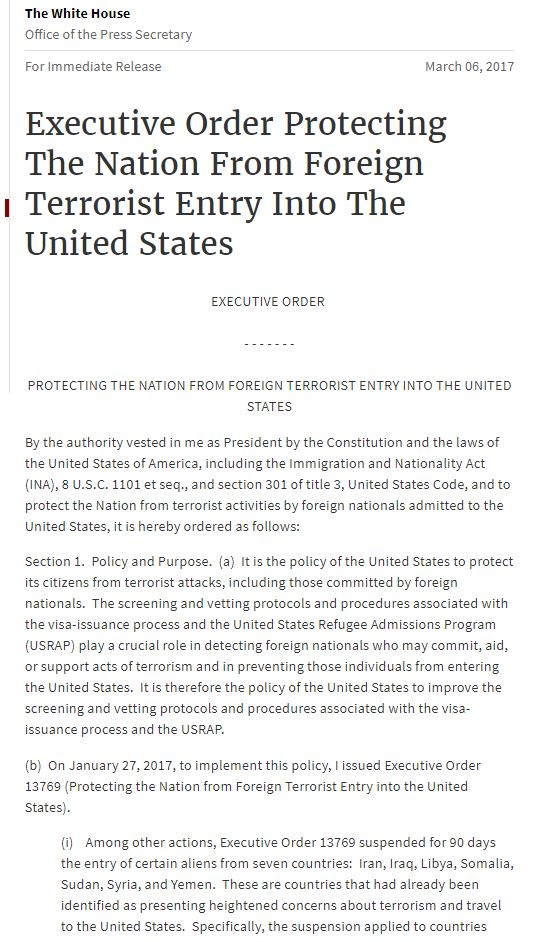 The White House
Office of the Press Secretary
For Immediate Release March 06, 2017
Executive Order Protecting
The Nation From Foreign
Terrorist Entry Into The
United States
EXECUTIVE ORDER
- - - - - - -
PROTECTING THE NATION FROM FOREIGN TERRORIST ENTRY INTO THE UNITED
STATES
By the authority vested in me as President by the Constitution and the laws of
the United States of America, including the Immigration and Nationality Act
(INA), 8 U.S.C. 1101 et seq., and section 301 of title 3, United States Code, and to
protect the Nation from terrorist activities by foreign nationals admitted to the
United States, it is hereby ordered as follows:
Section 1.  Policy and Purpose.  (a)  It is the policy of the United States to protect
its citizens from terrorist attacks, including those committed by foreign
nationals.  The screening and vetting protocols and procedures associated with
the visa-issuance process and the United States Refugee Admissions Program
(USRAP) play a crucial role in detecting foreign nationals who may commit, aid,
or support acts of terrorism and in preventing those individuals from entering
the United States.  It is therefore the policy of the United States to improve the
screening and vetting protocols and procedures associated with the visa-
issuance process and the USRAP.
(b)  On January 27, 2017, to implement this policy, I issued Executive Order
13769 (Protecting the Nation from Foreign Terrorist Entry into the United
States).
(i)   Among other actions, Executive Order 13769 suspended for 90 days
the entry of certain aliens from seven countries:  Iran, Iraq, Libya, Somalia,
Sudan, Syria, and Yemen.  These are countries that had already been
identified as presenting heightened concerns about terrorism and travel
to the United States.  Specifically, the suspension applied to countries